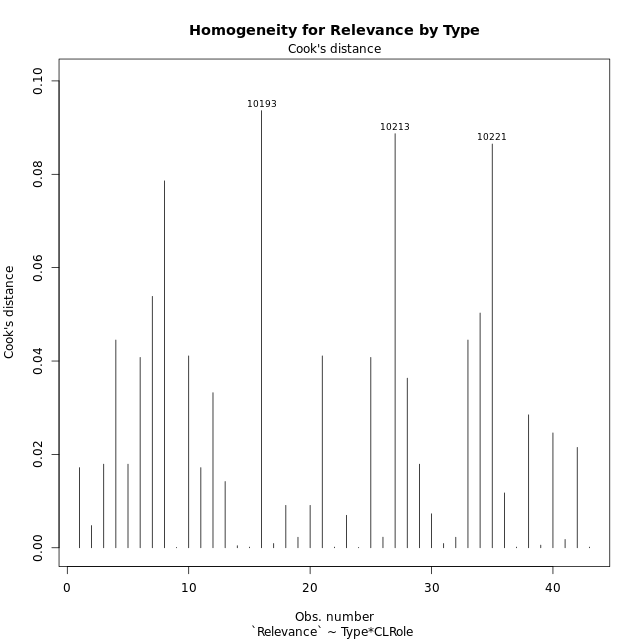 Homogeneity for Relevance by Type
Cook's distance
10193
10213
10221
Cook's distance
0.10
0.08
0.06
0.04
0.02
0.00
0 10 20 30 40
Obs. number
`Relevance` ~ Type*CLRole